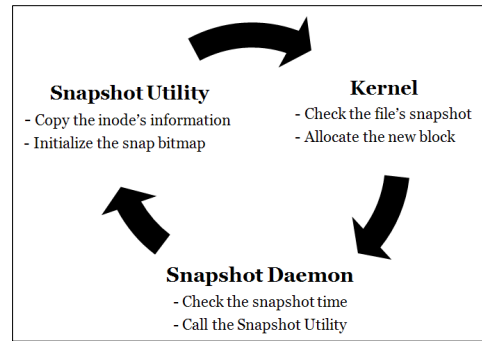 Snapshot Utility
- Copy the inode's information
- Initialize the snap bitmap
Kernel
- Check the file's snapshot
- Allocate the new block
Snapshot Daemon
- Check the snapshot time
- Call the Snapshot Utility